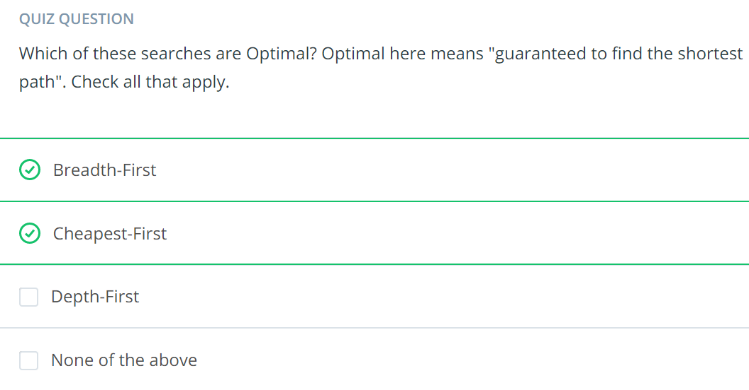 QUIZ QUESTION
Which of these searches are Optimal? Optimal here means "guaranteed to find the shortest
path". Check all that apply.
Breadth-First
Cheapest-First
Depth-First
None of the above